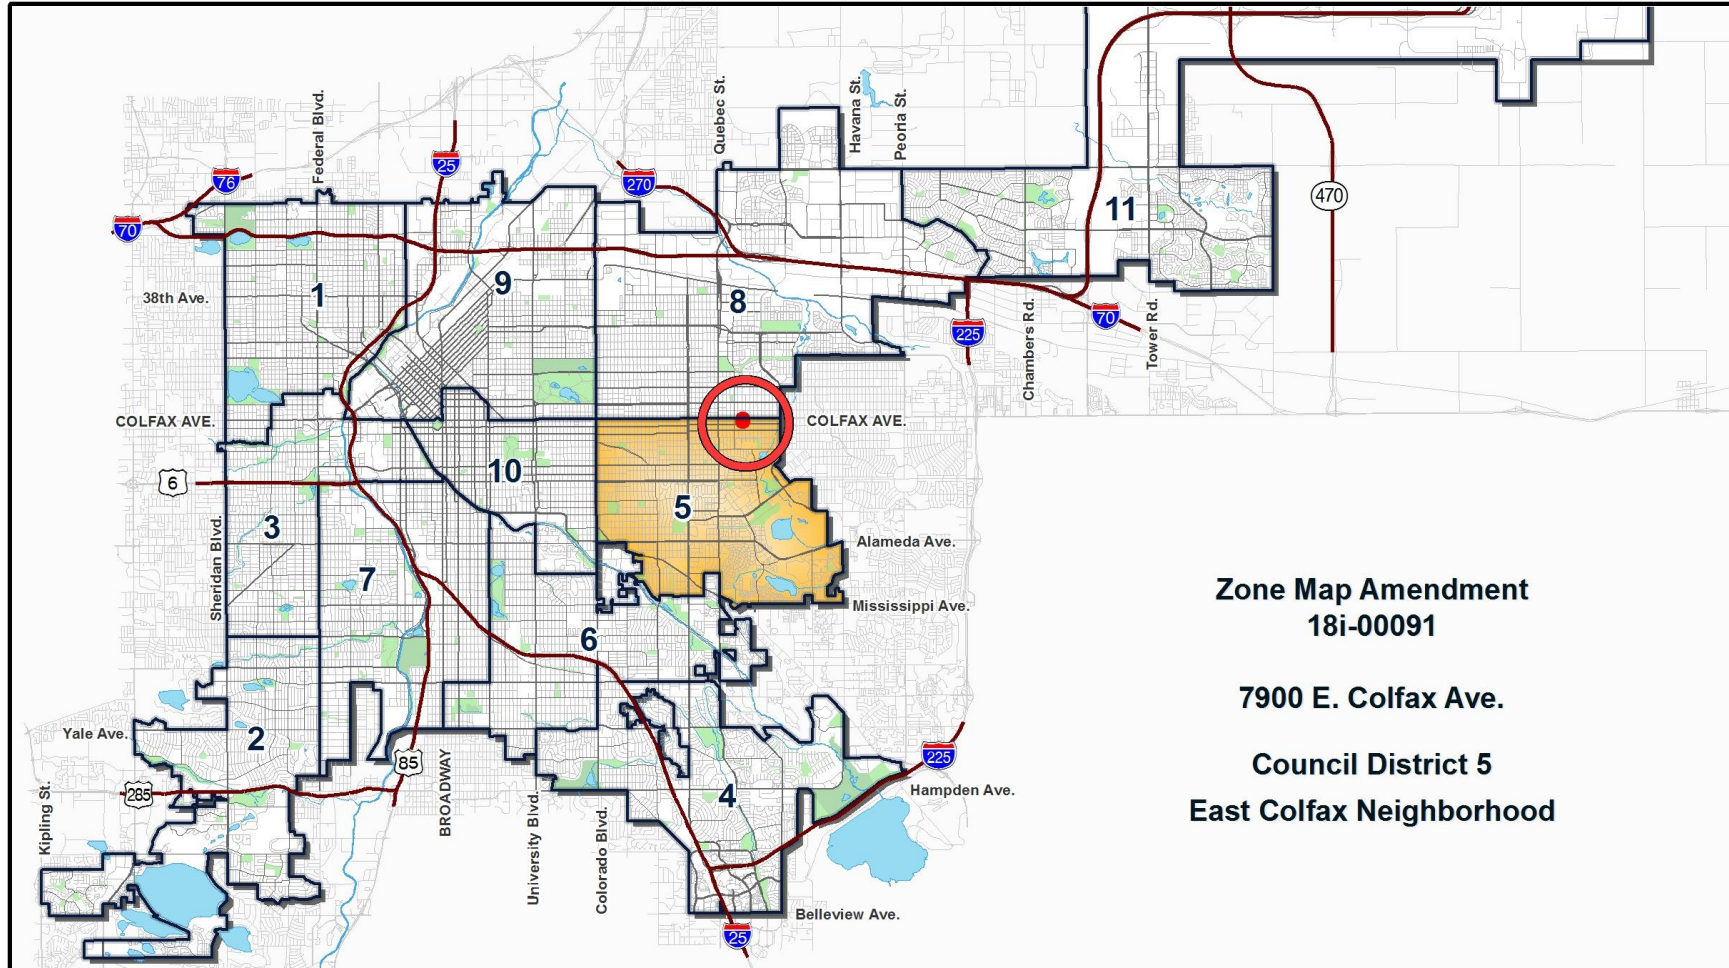 Federal Blvd.
Quebec St.
Havana St.
Peoria St.
76
25
270
70
11
470
38th Ave.
1
9
8
225
Chambers Rd.
70
Tower Rd.
COLFAX AVE.
COLFAX AVE.
6
10
3
5
Sheridan Blvd.
Alameda Ave.
7
Mississippi Ave.
6
Yale Ave.
2
85
225
285
BROADWAY
4
Hampden Ave.
Kipling St.
University Blvd.
Colorado Blvd.
Belleview Ave.
25
Zone Map Amendment
18i-00091
7900 E. Colfax Ave.
Council District 5
East Colfax Neighborhood